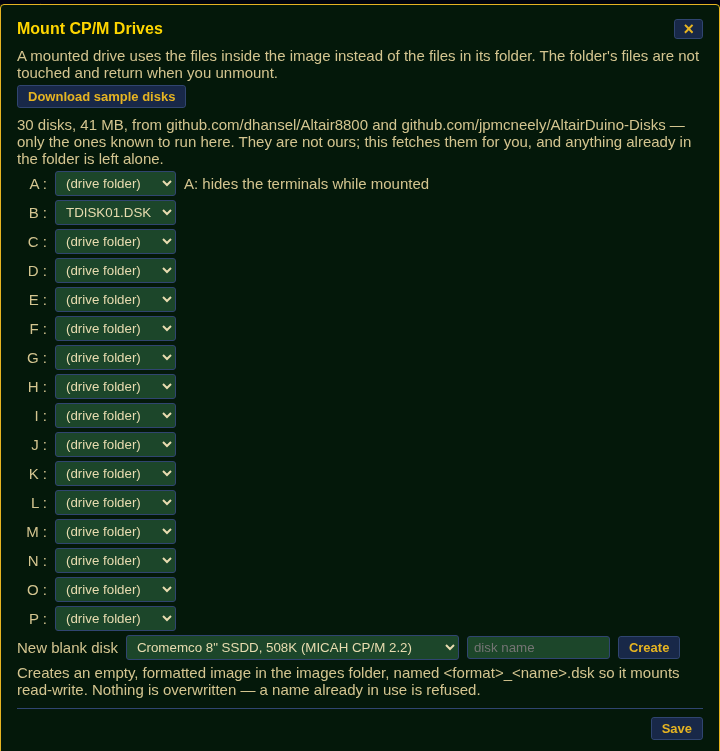 Mount CP/M Drives
×
A mounted drive uses the files inside the image instead of the files in its folder. The folder's files are not
touched and return when you unmount.
Download sample disks
30 disks, 41 MB, from github.com/dhansel/Altair8800 and github.com/jpmcneely/AltairDuino-Disks —
only the ones known to run here. They are not ours; this fetches them for you, and anything already in
the folder is left alone.
A : (drive folder) A: hides the terminals while mounted
B : TDISK01.DSK
C : (drive folder)
D : (drive folder)
E : (drive folder)
F : (drive folder)
G : (drive folder)
H : (drive folder)
I : (drive folder)
J : (drive folder)
K : (drive folder)
L : (drive folder)
M : (drive folder)
N : (drive folder)
O : (drive folder)
P : (drive folder)
New blank disk Cromemco 8" SSDD, 508K (MICAH CP/M 2.2) disk name Create
Creates an empty, formatted image in the images folder, named <format>_<name>.dsk so it mounts
read-write. Nothing is overwritten — a name already in use is refused.
Save